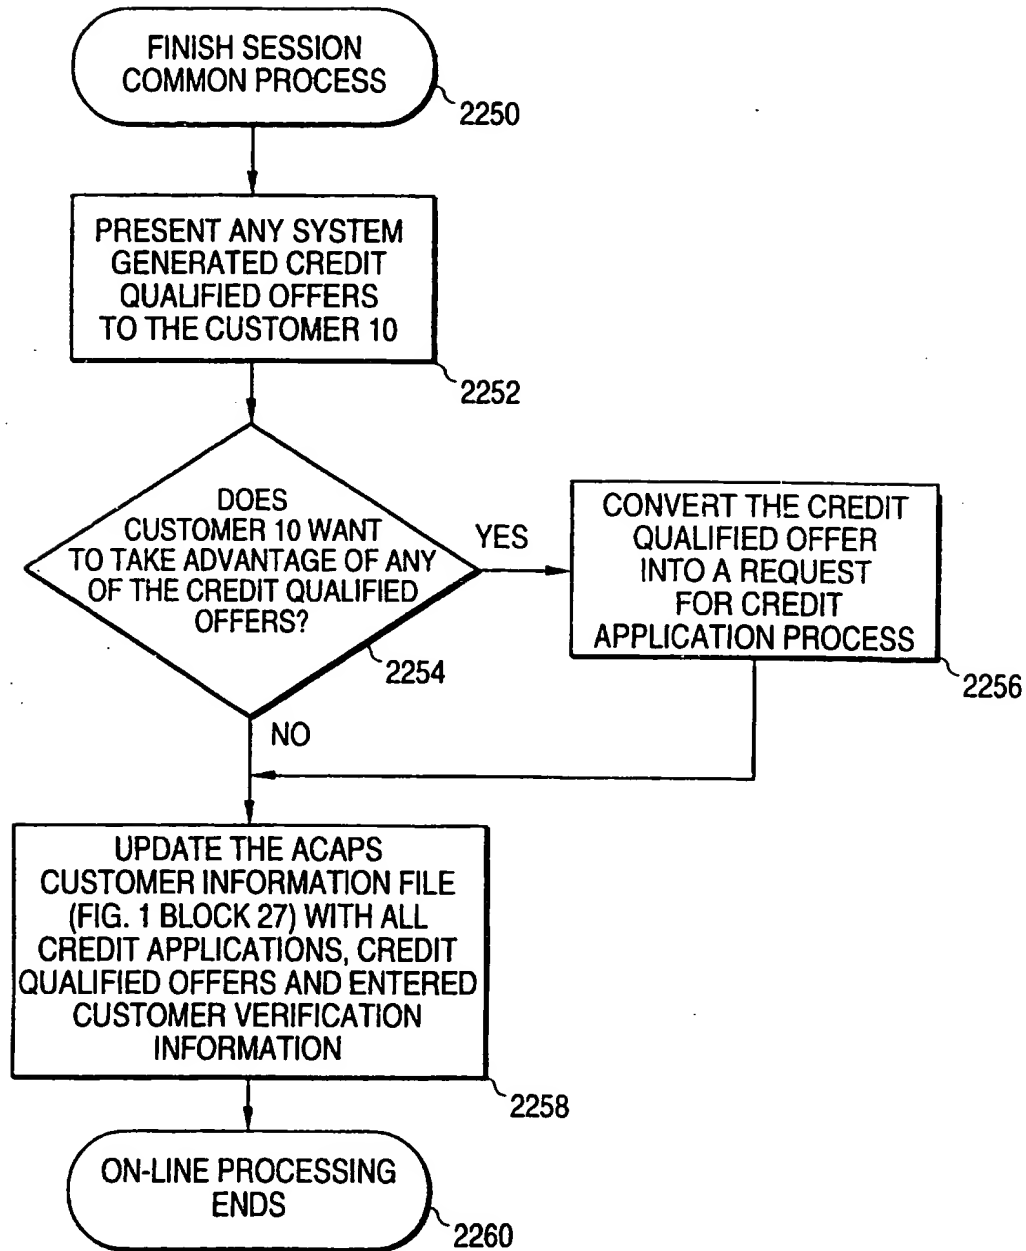 FINISH SESSION
COMMON PROCESS
2250
PRESENT ANY SYSTEM
GENERATED CREDIT
QUALIFIED OFFERS
TO THE CUSTOMER 10
2252
DOES
CUSTOMER 10 WANT
TO TAKE ADVANTAGE OF ANY
OF THE CREDIT QUALIFIED
OFFERS?
2254
YES
CONVERT THE CREDIT
QUALIFIED OFFER
INTO A REQUEST
FOR CREDIT
APPLICATION PROCESS
2256
NO
UPDATE THE ACAPS
CUSTOMER INFORMATION FILE
(FIG. 1 BLOCK 27) WITH ALL
CREDIT APPLICATIONS, CREDIT
QUALIFIED OFFERS AND ENTERED
CUSTOMER VERIFICATION
INFORMATION
2258
ON-LINE PROCESSING
ENDS
2260